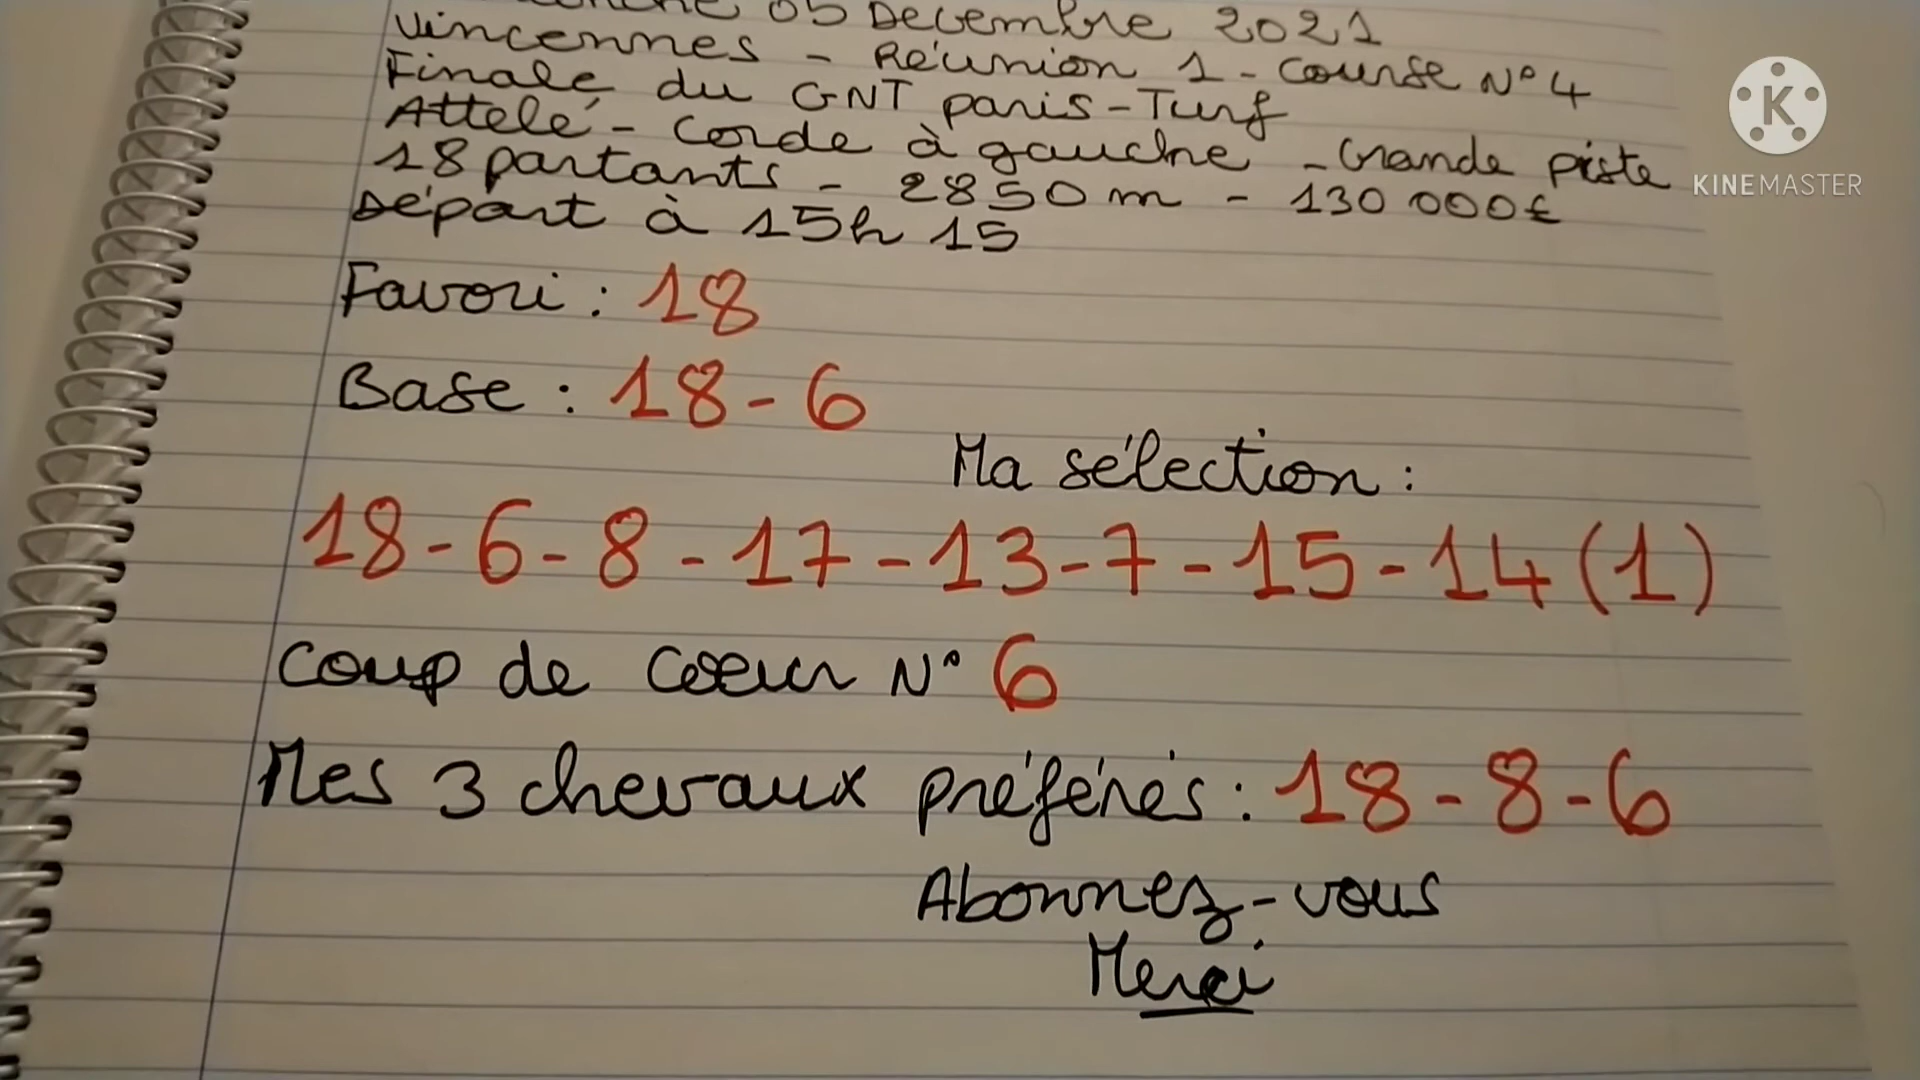 05 Decembre 2021
Vincennes - Réunion 1 - Course N° 4
Finale du GNT paris-Turf
Attelé - Corde à gauche - Grande piste
18 partants - 2850 m - 130 000€
Départ à 15h 15
Favori : 18
Base : 18 - 6
Ma sélection :
18 - 6 - 8 - 17 - 13 - 7 - 15 - 14 (1)
Coup de Coeur N° 6
Mes 3 chevaux préférés : 18 - 8 - 6
Abonnez-vous
Merci
K
KINEMASTER